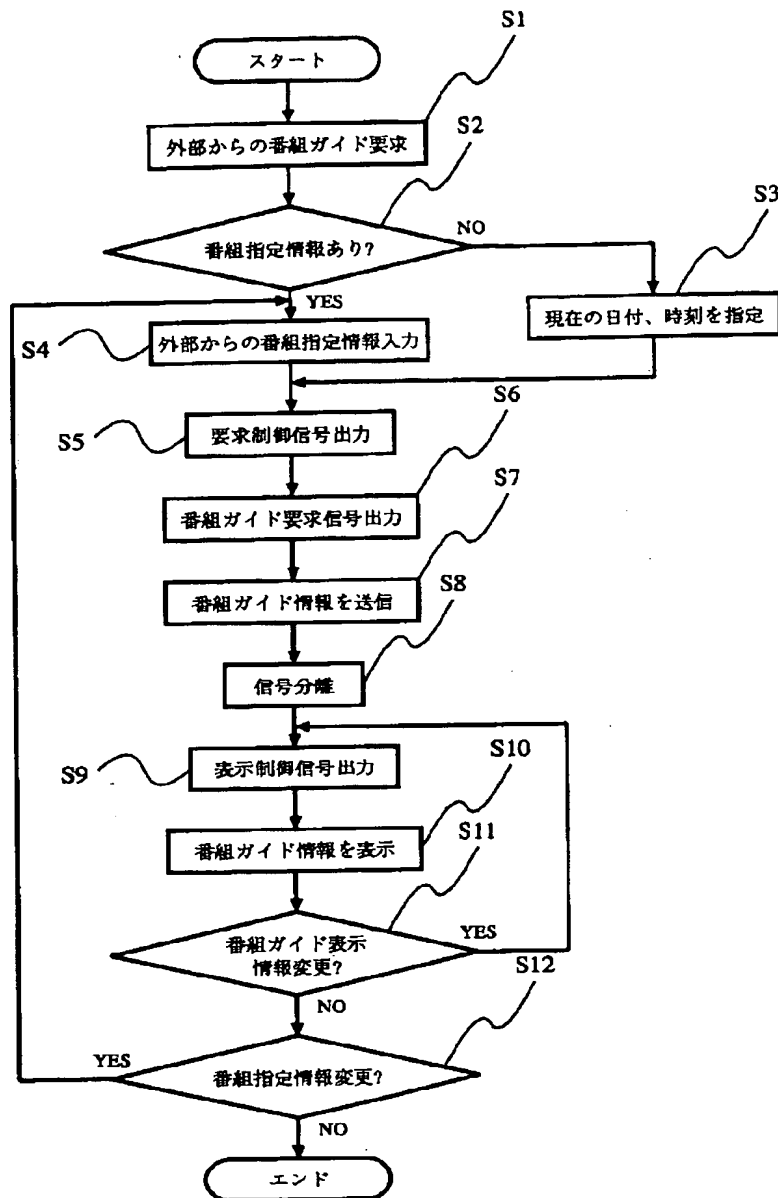 S1
スタート
外部からの番組ガイド要求
S2
番組指定情報あり?
NO
S3
YES
現在の日付、時刻を指定
S4
外部からの番組指定情報入力
S5
要求制御信号出力
S6
番組ガイド要求信号出力
S7
番組ガイド情報を送信
S8
信号分離
S9
表示制御信号出力
S10
番組ガイド情報を表示
S11
番組ガイド表示
情報変更?
YES
NO
S12
YES
番組指定情報変更?
NO
エンド